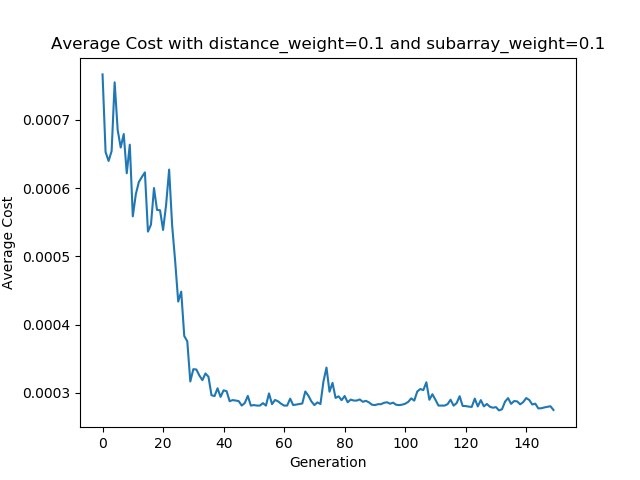 Average Cost with distance_weight=0.1 and subarray_weight=0.1
Average Cost
0.0007
0.0006
0.0005
0.0004
0.0003
0 20 40 60 80 100 120 140
Generation